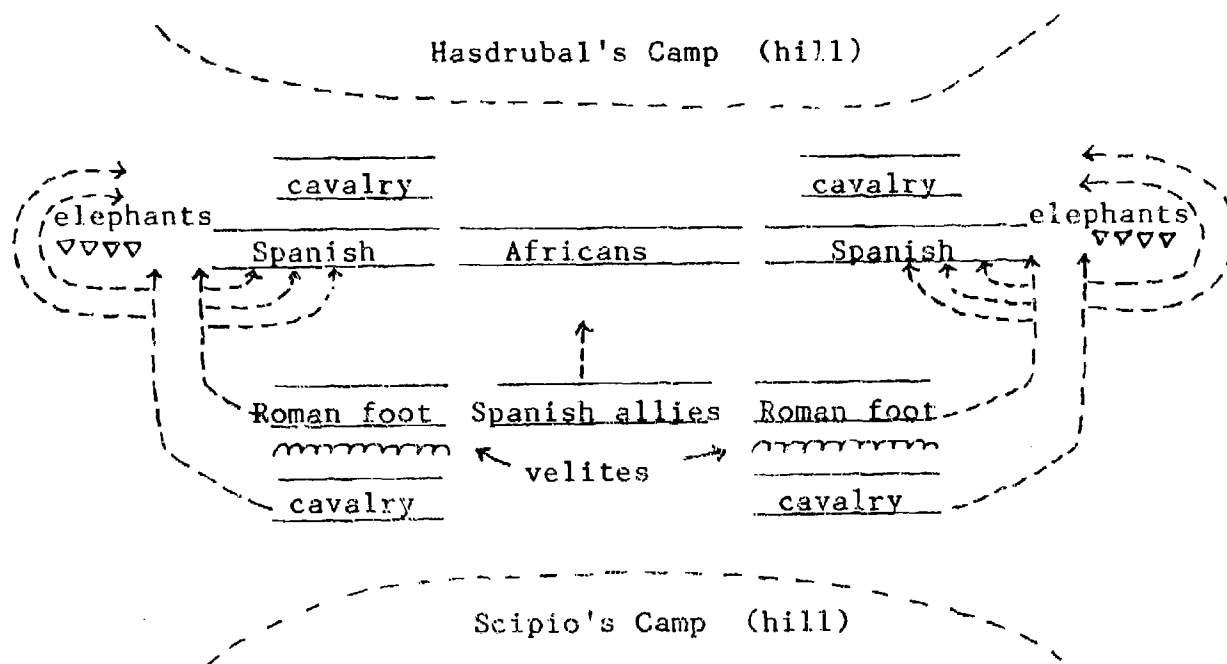 Hasdrubal's Camp (hill)
cavalry cavalry
elephants elephants
Spanish Africans Spanish
Roman foot Spanish allies Roman foot
velites
cavalry cavalry
Scipio's Camp (hill)